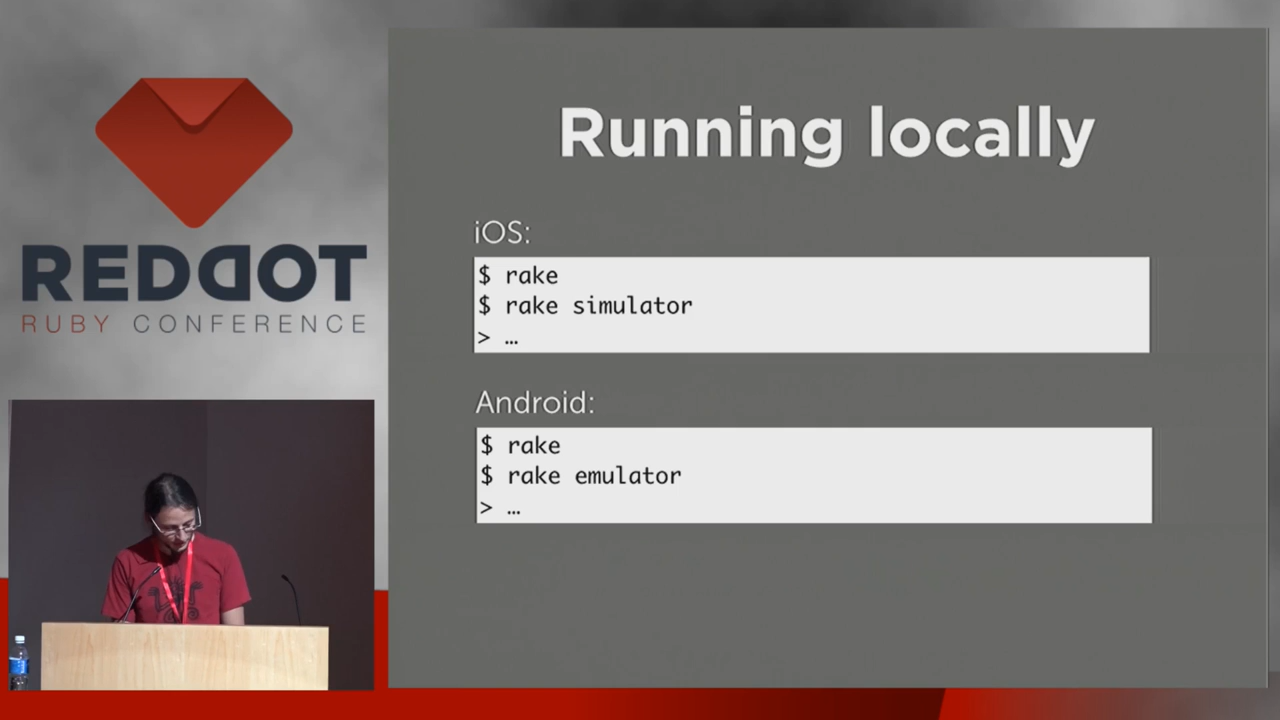 REDDOT
RUBY CONFERENCE
Running locally
iOS:
$ rake
$ rake simulator
> …
Android:
$ rake
$ rake emulator
> …